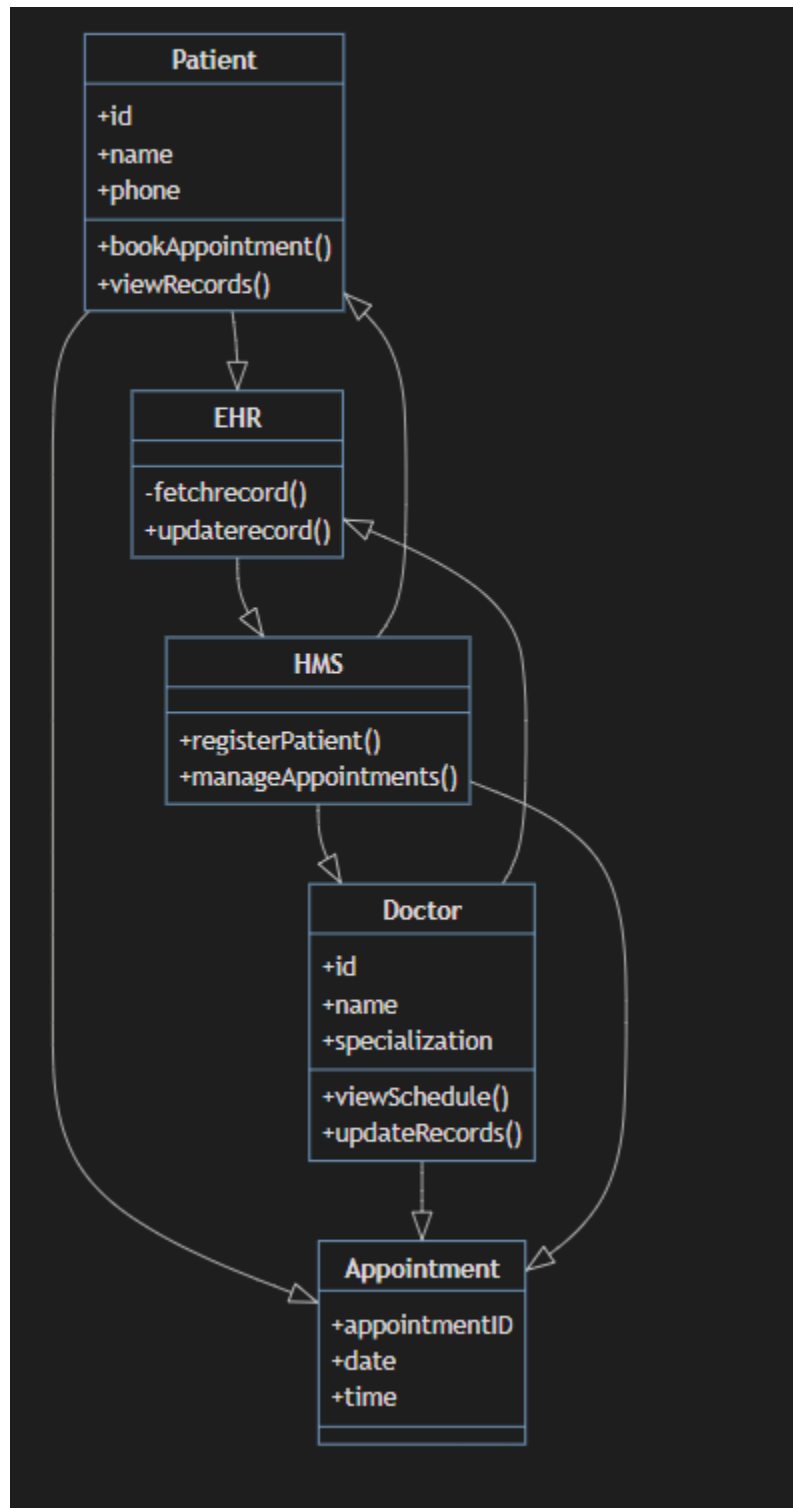 Patient
+id
+name
+phone
+bookAppointment()
+viewRecords()
EHR
-fetchrecord()
+updaterecord()
HMS
+registerPatient()
+manageAppointments()
Doctor
+id
+name
+specialization
+viewSchedule()
+updateRecords()
Appointment
+appointmentID
+date
+time